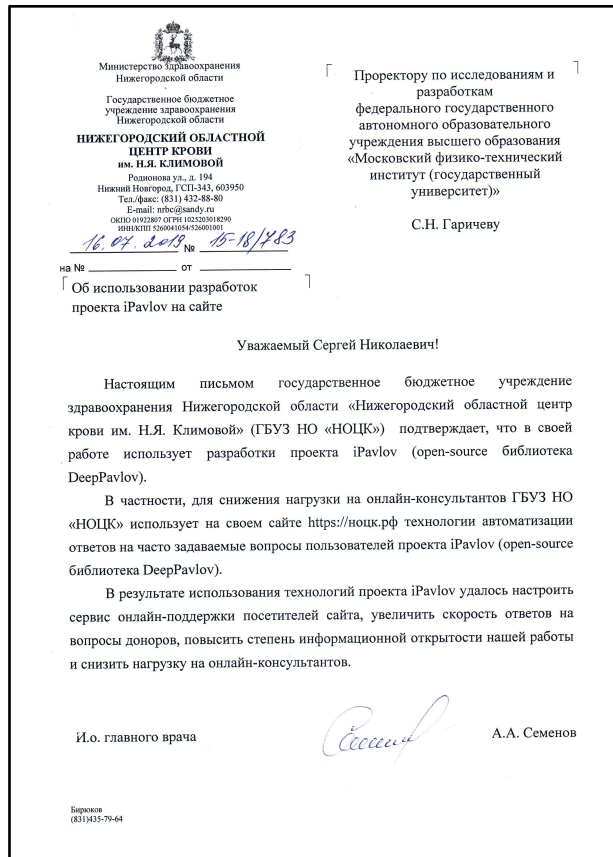 Министерство здравоохранения
Нижегородской области
Государственное бюджетное
учреждение здравоохранения
Нижегородской области
НИЖЕГОРОДСКИЙ ОБЛАСТНОЙ
ЦЕНТР КРОВИ
им. Н.Я. КЛИМОВОЙ
Родионова ул., д. 194
Нижний Новгород, ГСП-343, 603950
Тел./факс: (831) 432-88-80
E-mail: nrbc@sandy.ru
ОКПО 01922807 ОГРН 1025203018290
ИНН/КПП 5260041054/526001001
16.07.2019 № 15-18/783
на № от
Об использовании разработок
проекта iPavlov на сайте
Проректору по исследованиям и
разработкам
федерального государственного
автономного образовательного
учреждения высшего образования
«Московский физико-технический
институт (государственный
университет)»
С.Н. Гаричеву
Уважаемый Сергей Николаевич!
Настоящим письмом государственное бюджетное учреждение
здравоохранения Нижегородской области «Нижегородский областной центр
крови им. Н.Я. Климовой» (ГБУЗ НО «НОЦК») подтверждает, что в своей
работе использует разработки проекта iPavlov (open-source библиотека
DeepPavlov).
В частности, для снижения нагрузки на онлайн-консультантов ГБУЗ НО
«НОЦК» использует на своем сайте https://ноцк.рф технологии автоматизации
ответов на часто задаваемые вопросы пользователей проекта iPavlov (open-source
библиотека DeepPavlov).
В результате использования технологий проекта iPavlov удалось настроить
сервис онлайн-поддержки посетителей сайта, увеличить скорость ответов на
вопросы доноров, повысить степень информационной открытости нашей работы
и снизить нагрузку на онлайн-консультантов.
И.о. главного врача
А.А. Семенов
Бирюков
(831)435-79-64